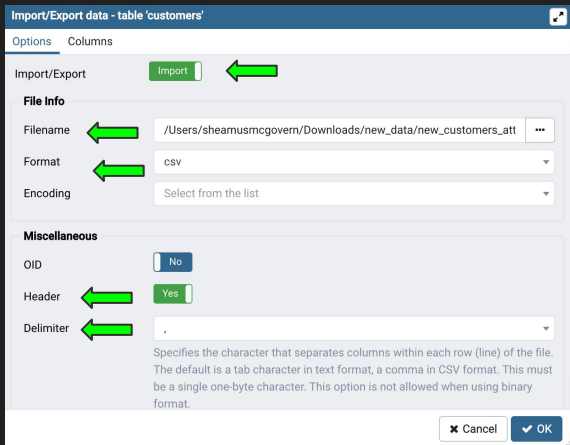 Import/Export data - table 'customers'
Options Columns
Import/Export Import
File Info
Filename /Users/sheamusmcgovern/Downloads/new_data/new_customers_att
Format csv
Encoding Select from the list
Miscellaneous
OID No
Header Yes
Delimiter ,
Specifies the character that separates columns within each row (line) of the file.
The default is a tab character in text format, a comma in CSV format. This must
be a single one-byte character. This option is not allowed when using binary
format.
Cancel OK